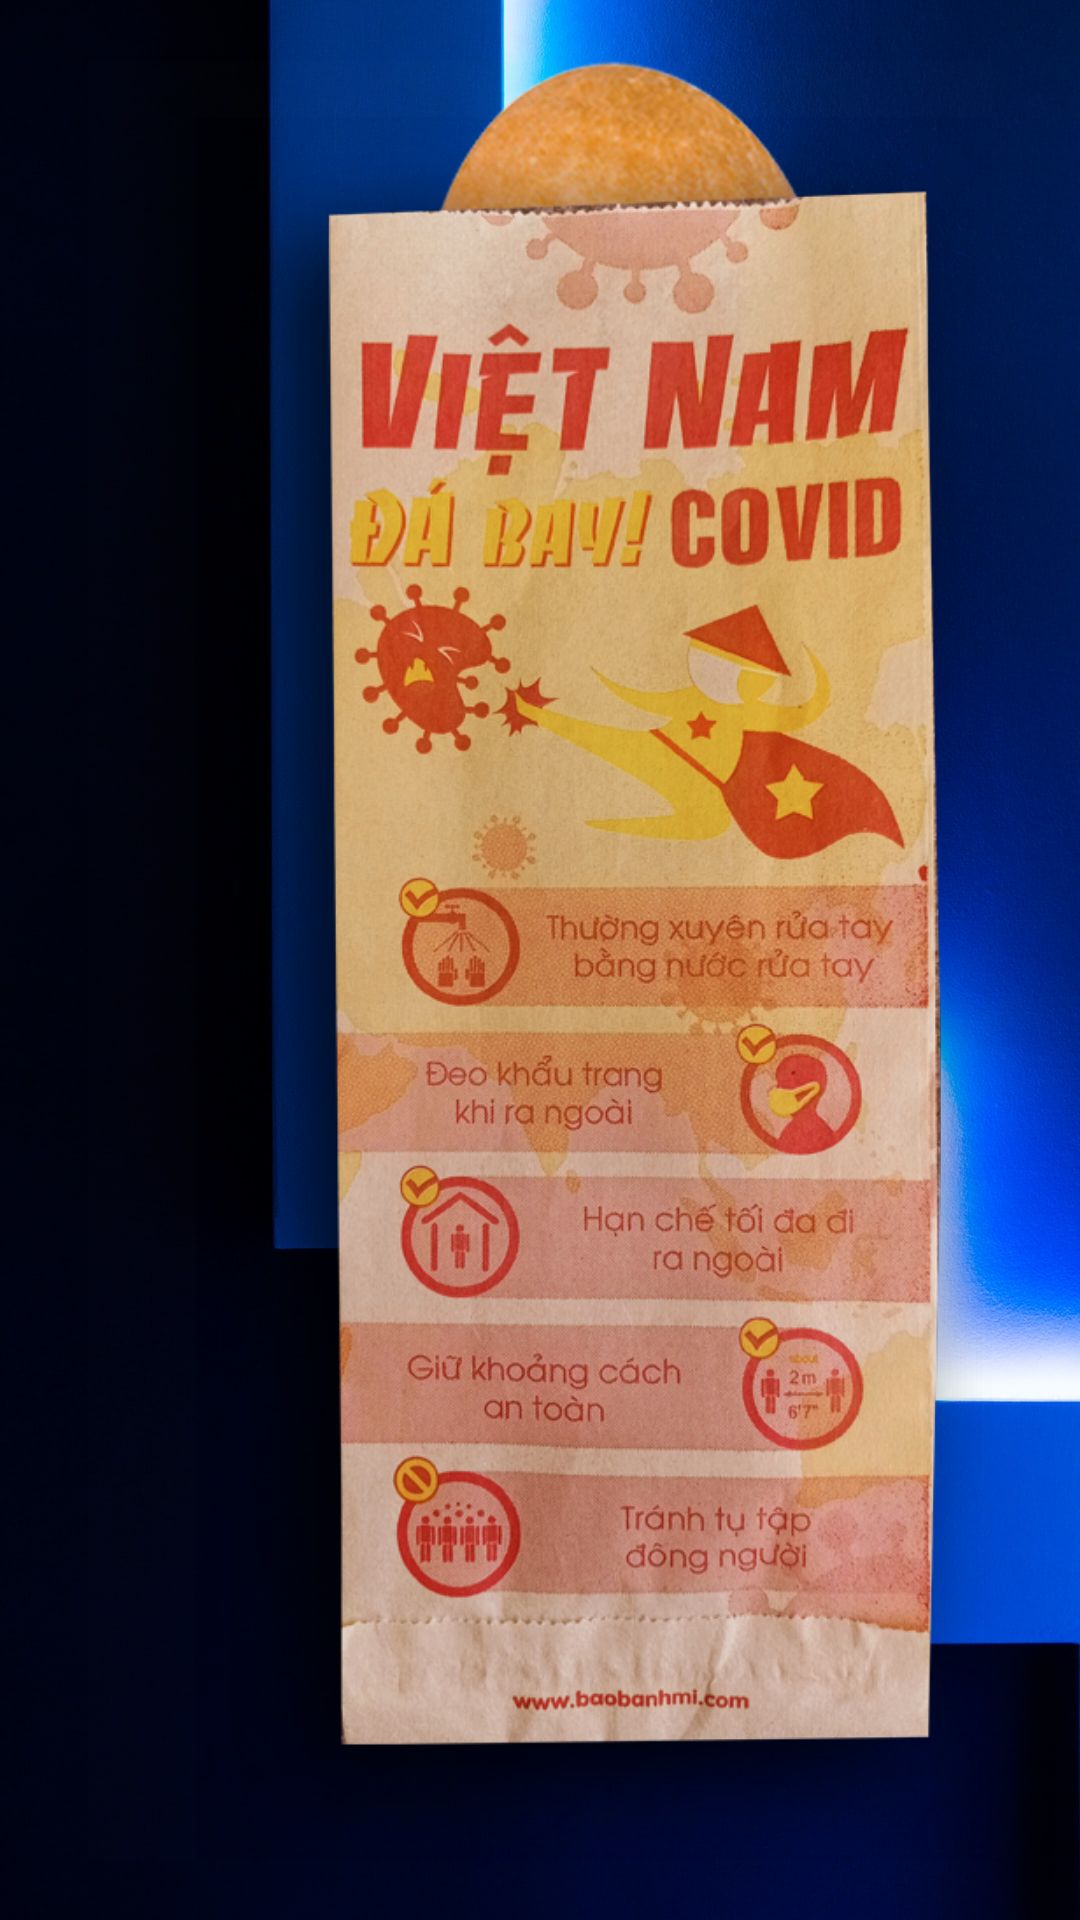 VIỆT NAM
ĐÁ BAY! COVID
Thường xuyên rửa tay
bằng nước rửa tay
Đeo khẩu trang
khi ra ngoài
Hạn chế tối đa đi
ra ngoài
Giữ khoảng cách
an toàn
about
2m
6'7"
Tránh tụ tập
đông người
www.baobanhmi.com